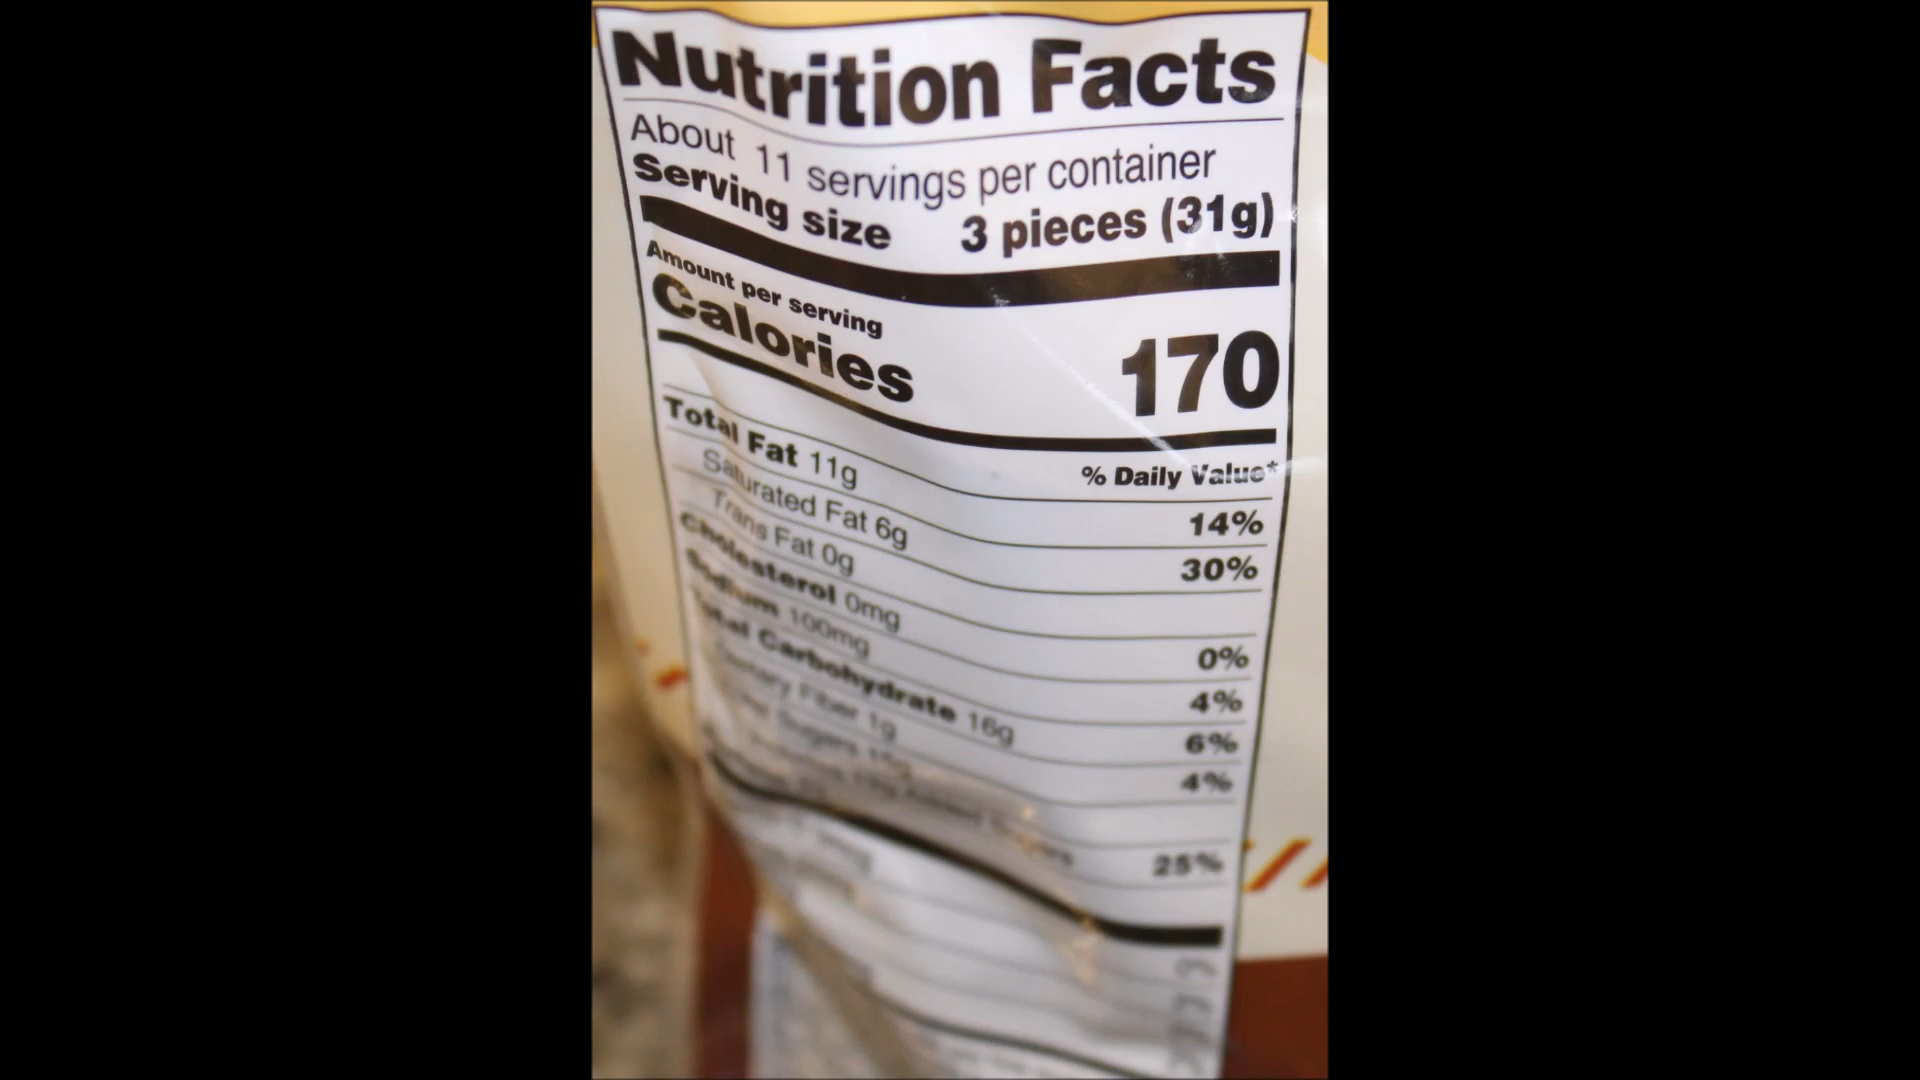 Nutrition Facts
About 11 servings per container
Serving size 3 pieces (31g)
Amount per serving
Calories 170
% Daily Value*
Total Fat 11g 14%
Saturated Fat 6g 30%
Trans Fat 0g
Cholesterol 0mg 0%
Sodium 100mg 4%
Total Carbohydrate 16g 6%
Dietary Fiber 1g 4%
Sugars
Added Sugars 25%